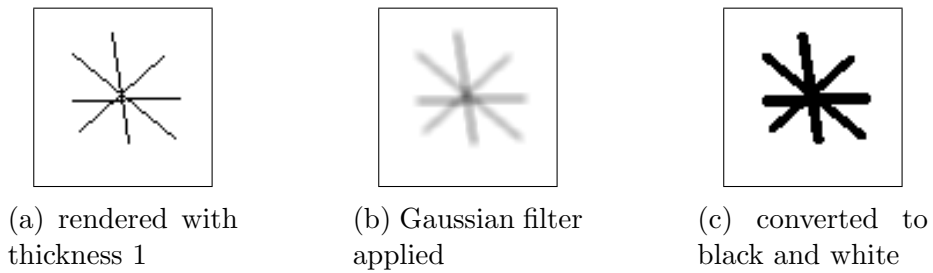 (a) rendered with
thickness 1
(b) Gaussian filter
applied
(c) converted to
black and white